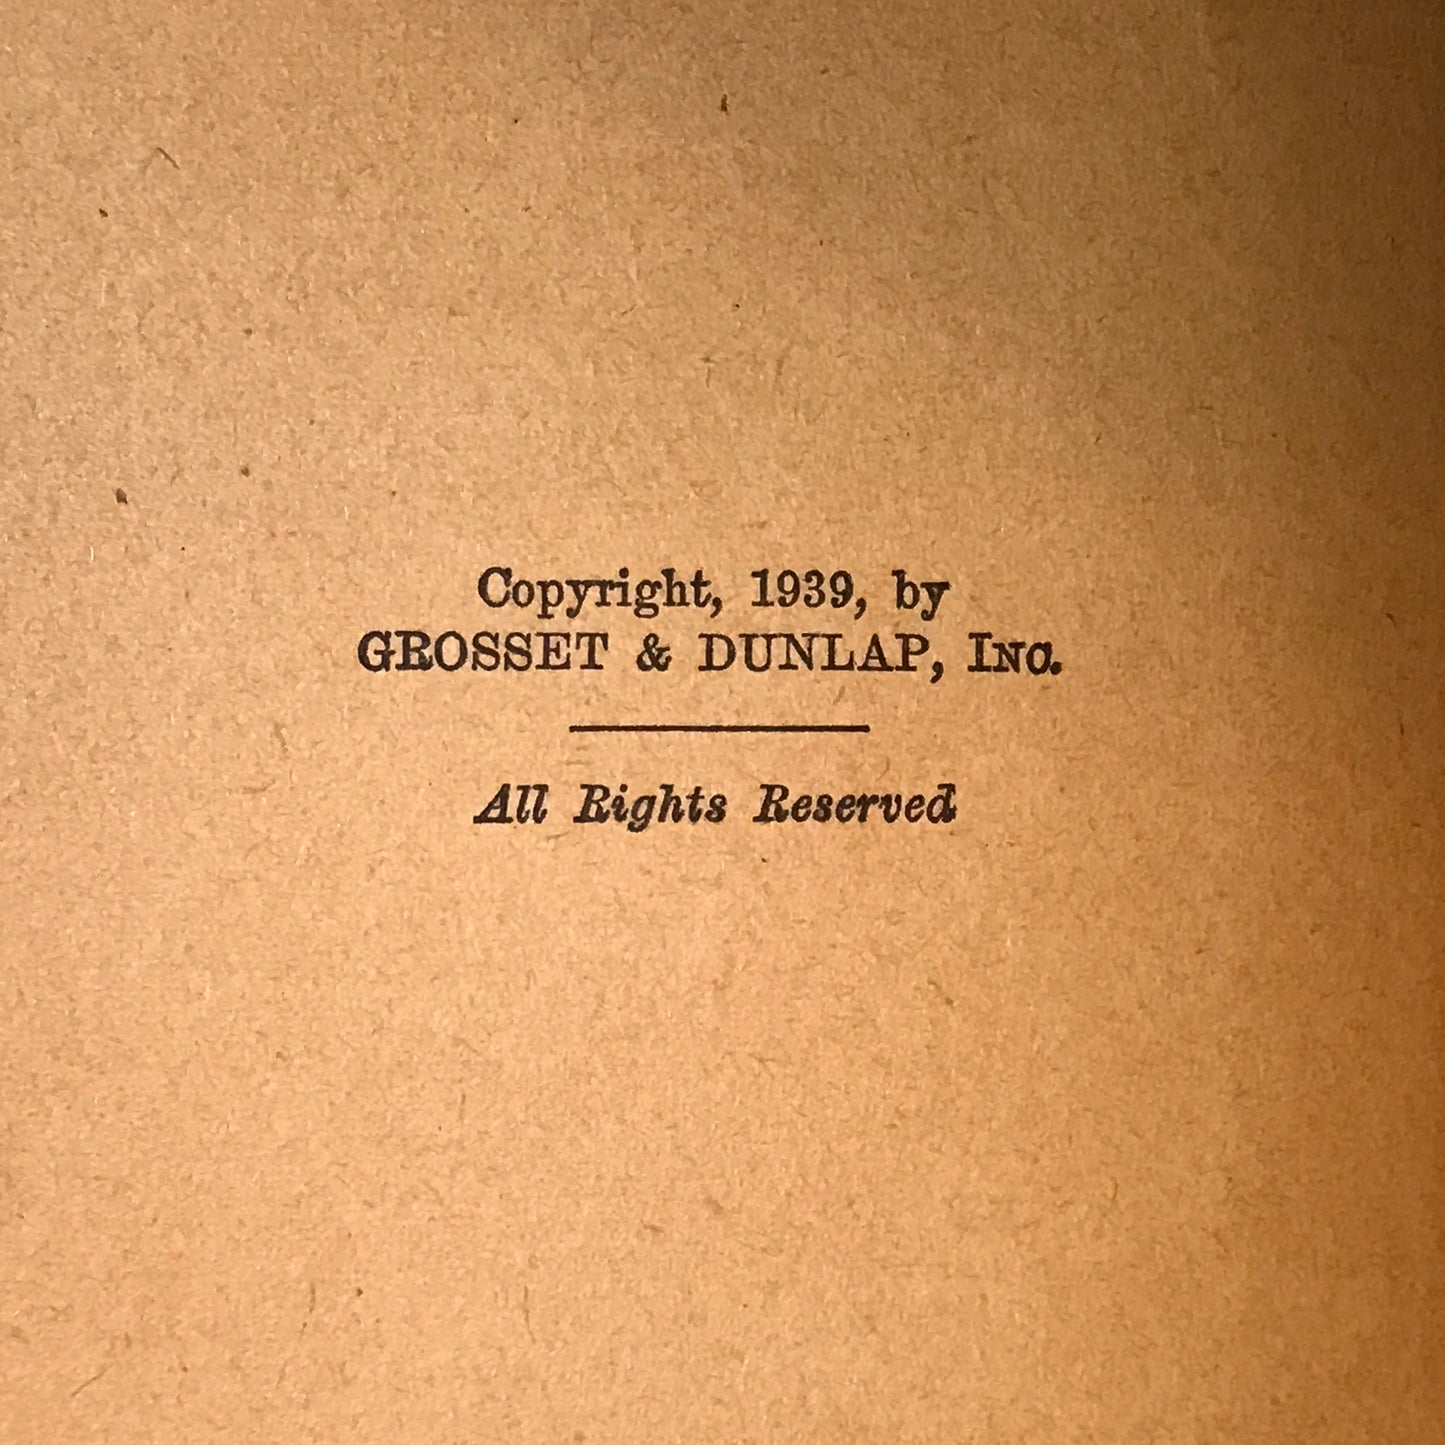 Copyright, 1939, by
GROSSET & DUNLAP, Inc.
All Rights Reserved